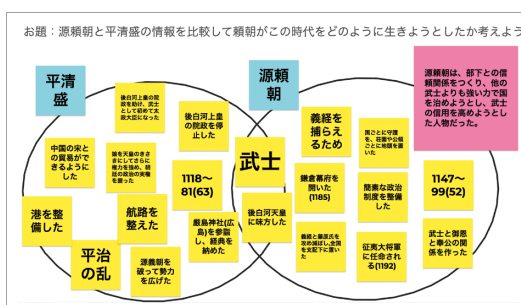 お題：源頼朝と平清盛の情報を比較して頼朝がこの時代をどのように生きようとしたか考えよう
平清
盛
後白河上皇の院
政を助け、武士
として初めて太
政大臣になった
後白河上皇の
院政を停
止した
中国の宋と
の貿易がで
きるように
した
娘を天皇のきさ
きにしてさらに
権力を強め、朝
廷の政治の実権
を握った
1118〜
81(63)
港を整
備した
航路を
整えた
厳島神社(広
島)を参詣
し、経典を
納めた
平治
の乱
源義朝を
破って勢力
を広げた
武士
後白河天皇
に味方した
源頼
朝
義経を
捕らえ
るため
国ごとに守護
を、荘園や公領
ごとに地頭を置
いた
鎌倉幕府を
開いた
(1185)
簡素な政治
制度を整備
した
1147〜
99(52)
義経と藤原氏を
攻め滅ぼし,全国
を支配下に置い
た
征夷大将軍
に任命され
る(1192)
武士と御恩
と奉公の関
係を作った
源頼朝は、部下との信
頼関係をつくり、他の
武士よりも強い力で国
を治めようとし、武士
の信用を高めようとし
た人物だった。